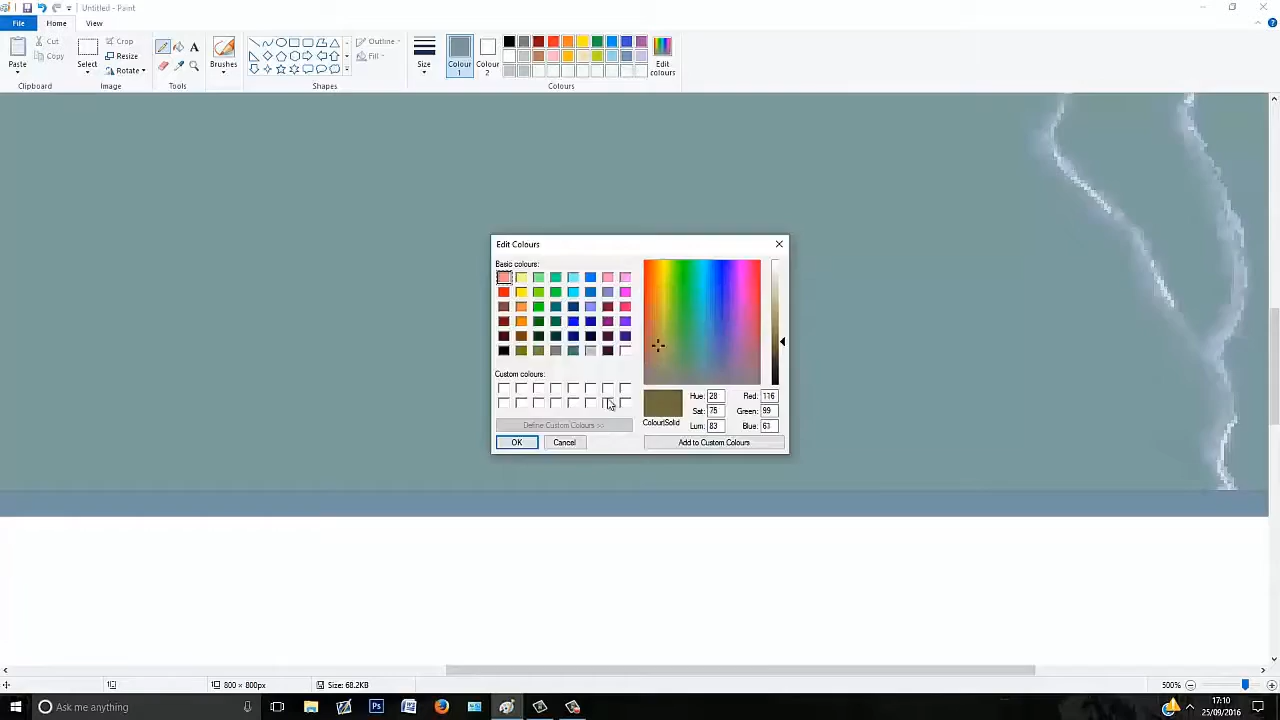 Untitled - Paint
File Home View
Paste
Cut
Copy
Clipboard
Select
Crop
Resize
Rotate
Image
A
Tools
Brushes
Outline
Fill
Shapes
Size
Colour
1
Colour
2
Edit
colours
Colours
Edit Colours
Basic colours:
Custom colours:
Define Custom Colours >>
OK Cancel
Colour|Solid
Hue: 28 Red: 116
Sat: 75 Green: 99
Lum: 83 Blue: 61
Add to Custom Colours
800 × 800px
Size: 68.2KB
500%
Ask me anything
17:10
25/09/2016